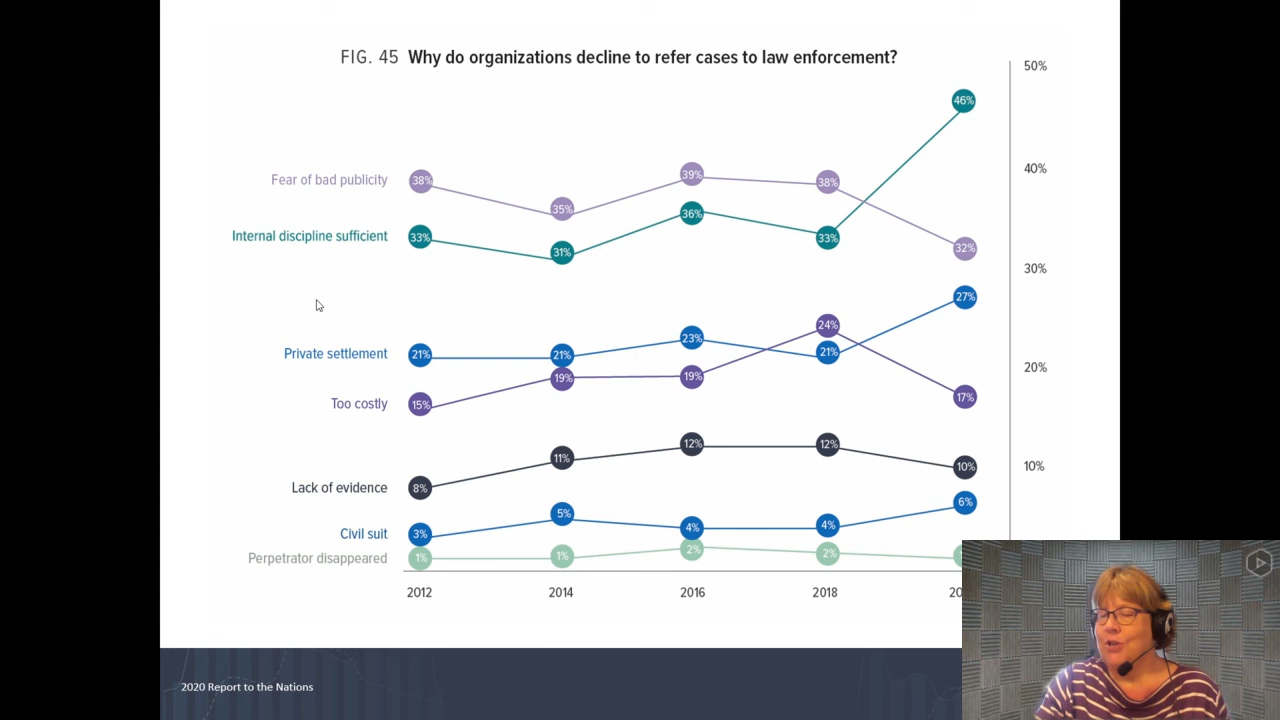 FIG. 45 Why do organizations decline to refer cases to law enforcement?
50%
46%
40%
Fear of bad publicity 38% 35% 39% 38% 32%
Internal discipline sufficient 33% 31% 36% 33%
30%
27%
Private settlement 21% 21% 23% 21%
24%
20%
Too costly 15% 19% 19% 17%
Lack of evidence 8% 11% 12% 12% 10%
10%
Civil suit 3% 5% 4% 4% 6%
Perpetrator disappeared 1% 1% 2% 2%
2012 2014 2016 2018
2020 Report to the Nations